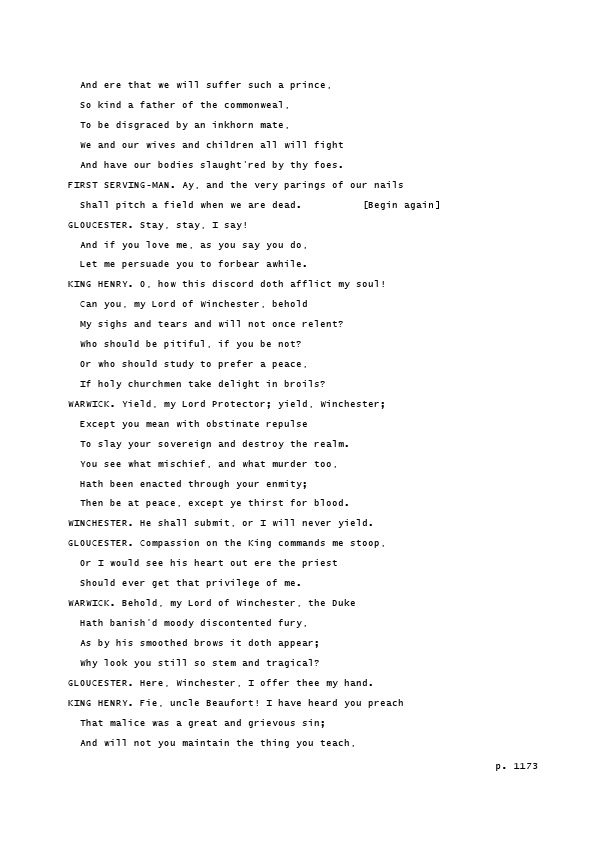 And ere that we will suffer such a prince,
So kind a father of the commonweal,
To be disgraced by an inkhorn mate,
We and our wives and children all will fight
And have our bodies slaught'red by thy foes.
FIRST SERVING-MAN. Ay, and the very parings of our nails
Shall pitch a field when we are dead. [Begin again]
GLOUCESTER. Stay, stay, I say!
And if you love me, as you say you do,
Let me persuade you to forbear awhile.
KING HENRY. O, how this discord doth afflict my soul!
Can you, my Lord of Winchester, behold
My sighs and tears and will not once relent?
Who should be pitiful, if you be not?
Or who should study to prefer a peace,
If holy churchmen take delight in broils?
WARWICK. Yield, my Lord Protector; yield, Winchester;
Except you mean with obstinate repulse
To slay your sovereign and destroy the realm.
You see what mischief, and what murder too,
Hath been enacted through your enmity;
Then be at peace, except ye thirst for blood.
WINCHESTER. He shall submit, or I will never yield.
GLOUCESTER. Compassion on the King commands me stoop,
Or I would see his heart out ere the priest
Should ever get that privilege of me.
WARWICK. Behold, my Lord of Winchester, the Duke
Hath banish'd moody discontented fury,
As by his smoothed brows it doth appear;
Why look you still so stem and tragical?
GLOUCESTER. Here, Winchester, I offer thee my hand.
KING HENRY. Fie, uncle Beaufort! I have heard you preach
That malice was a great and grievous sin;
And will not you maintain the thing you teach,
p. 1173